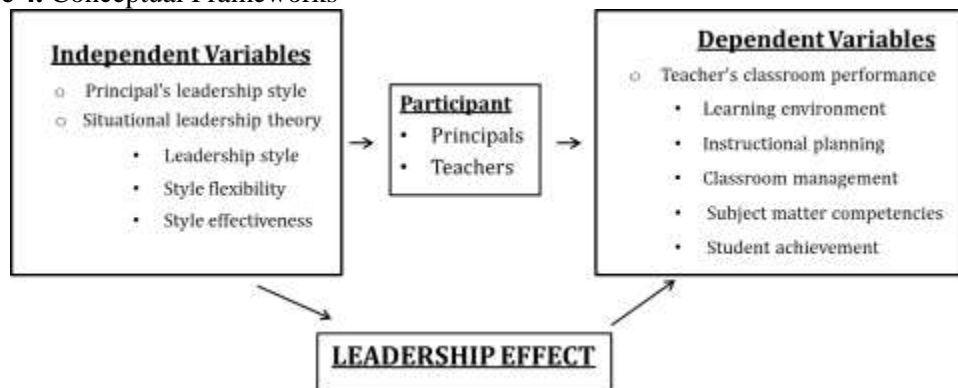 4. Conceptual Frameworks
Independent Variables
○ Principal's leadership style
○ Situational leadership theory
• Leadership style
• Style flexibility
• Style effectiveness
Participant
• Principals
• Teachers
Dependent Variables
○ Teacher's classroom performance
• Learning environment
• Instructional planning
• Classroom management
• Subject matter competencies
• Student achievement
LEADERSHIP EFFECT